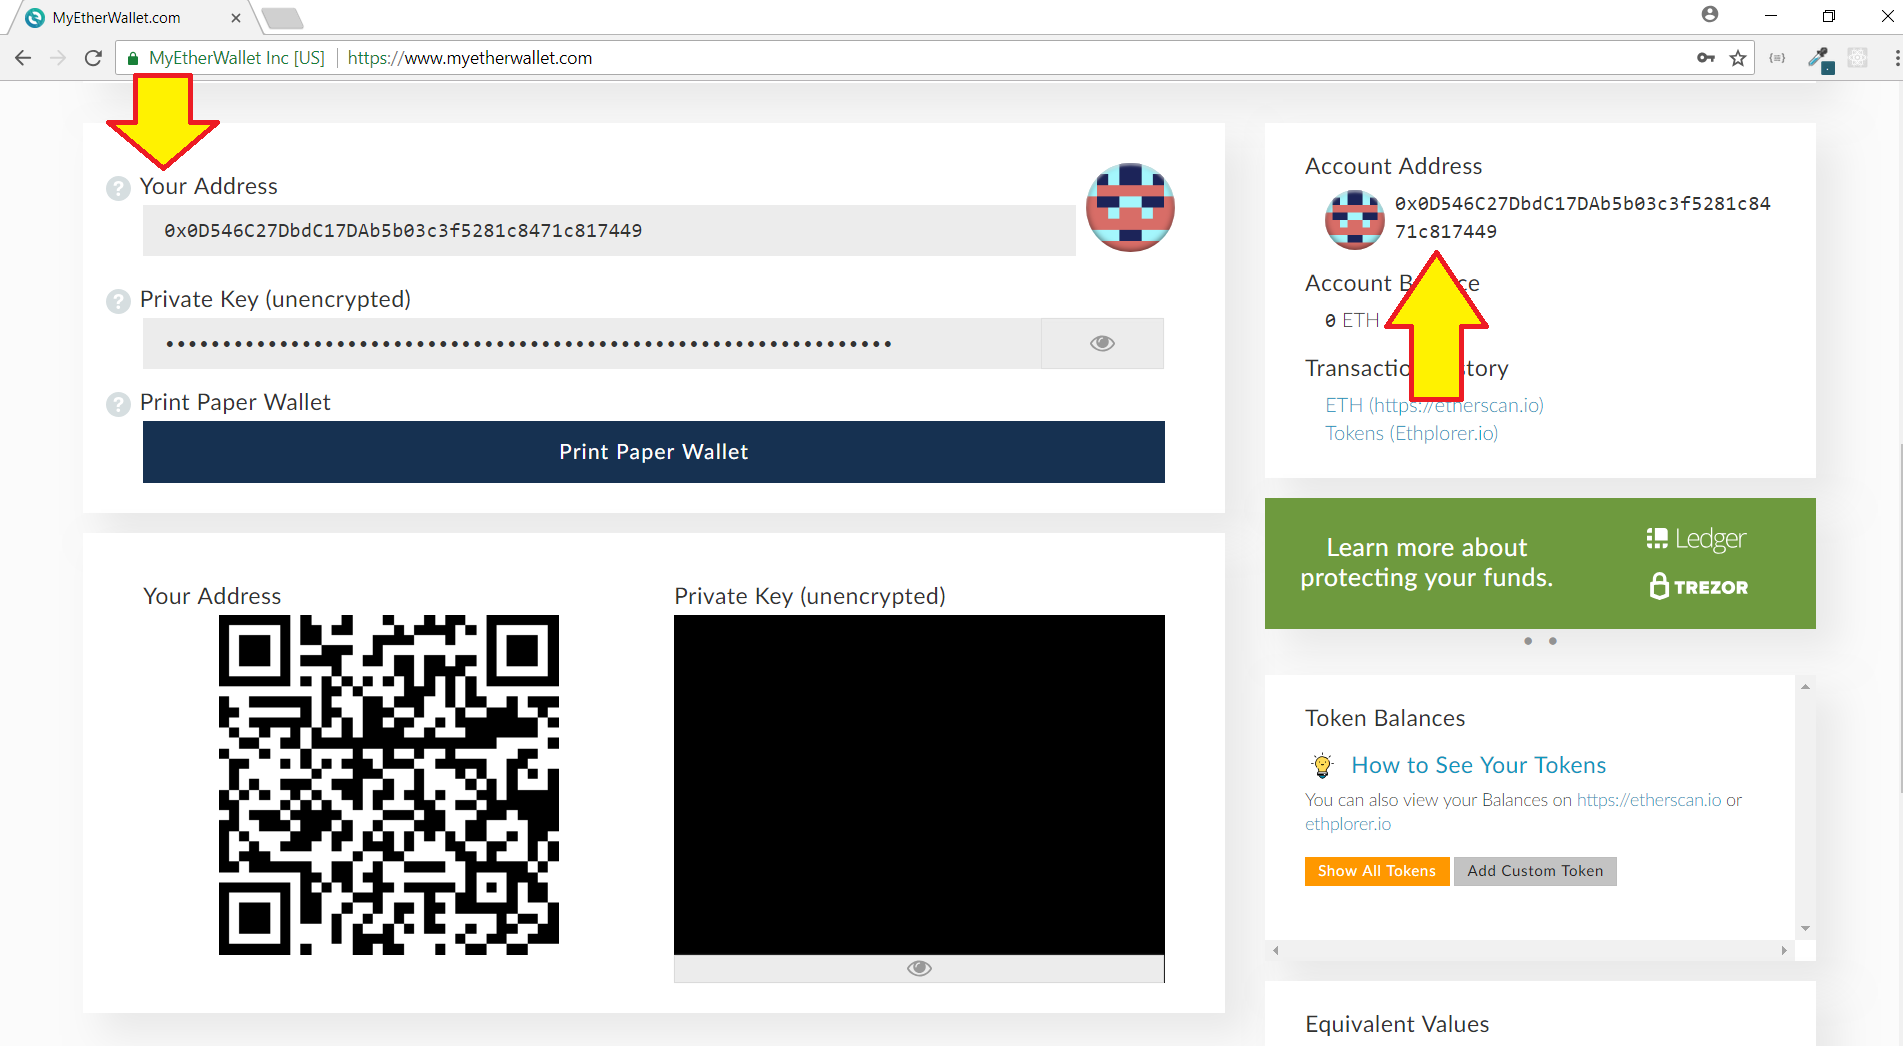 MyEtherWallet.com
MyEtherWallet Inc [US] https://www.myetherwallet.com
Your Address
0x0D546C27DbdC17DAb5b03c3f5281c8471c817449
Private Key (unencrypted)
Print Paper Wallet
Print Paper Wallet
Your Address
Private Key (unencrypted)
Account Address
0x0D546C27DbdC17DAb5b03c3f5281c84
71c817449
Account B ce
0 ETH
Transactio story
ETH (https://etherscan.io)
Tokens (Ethplorer.io)
Learn more about
protecting your funds.
Ledger
TREZOR
Token Balances
How to See Your Tokens
You can also view your Balances on https://etherscan.io or
ethplorer.io
Show All Tokens Add Custom Token
Equivalent Values